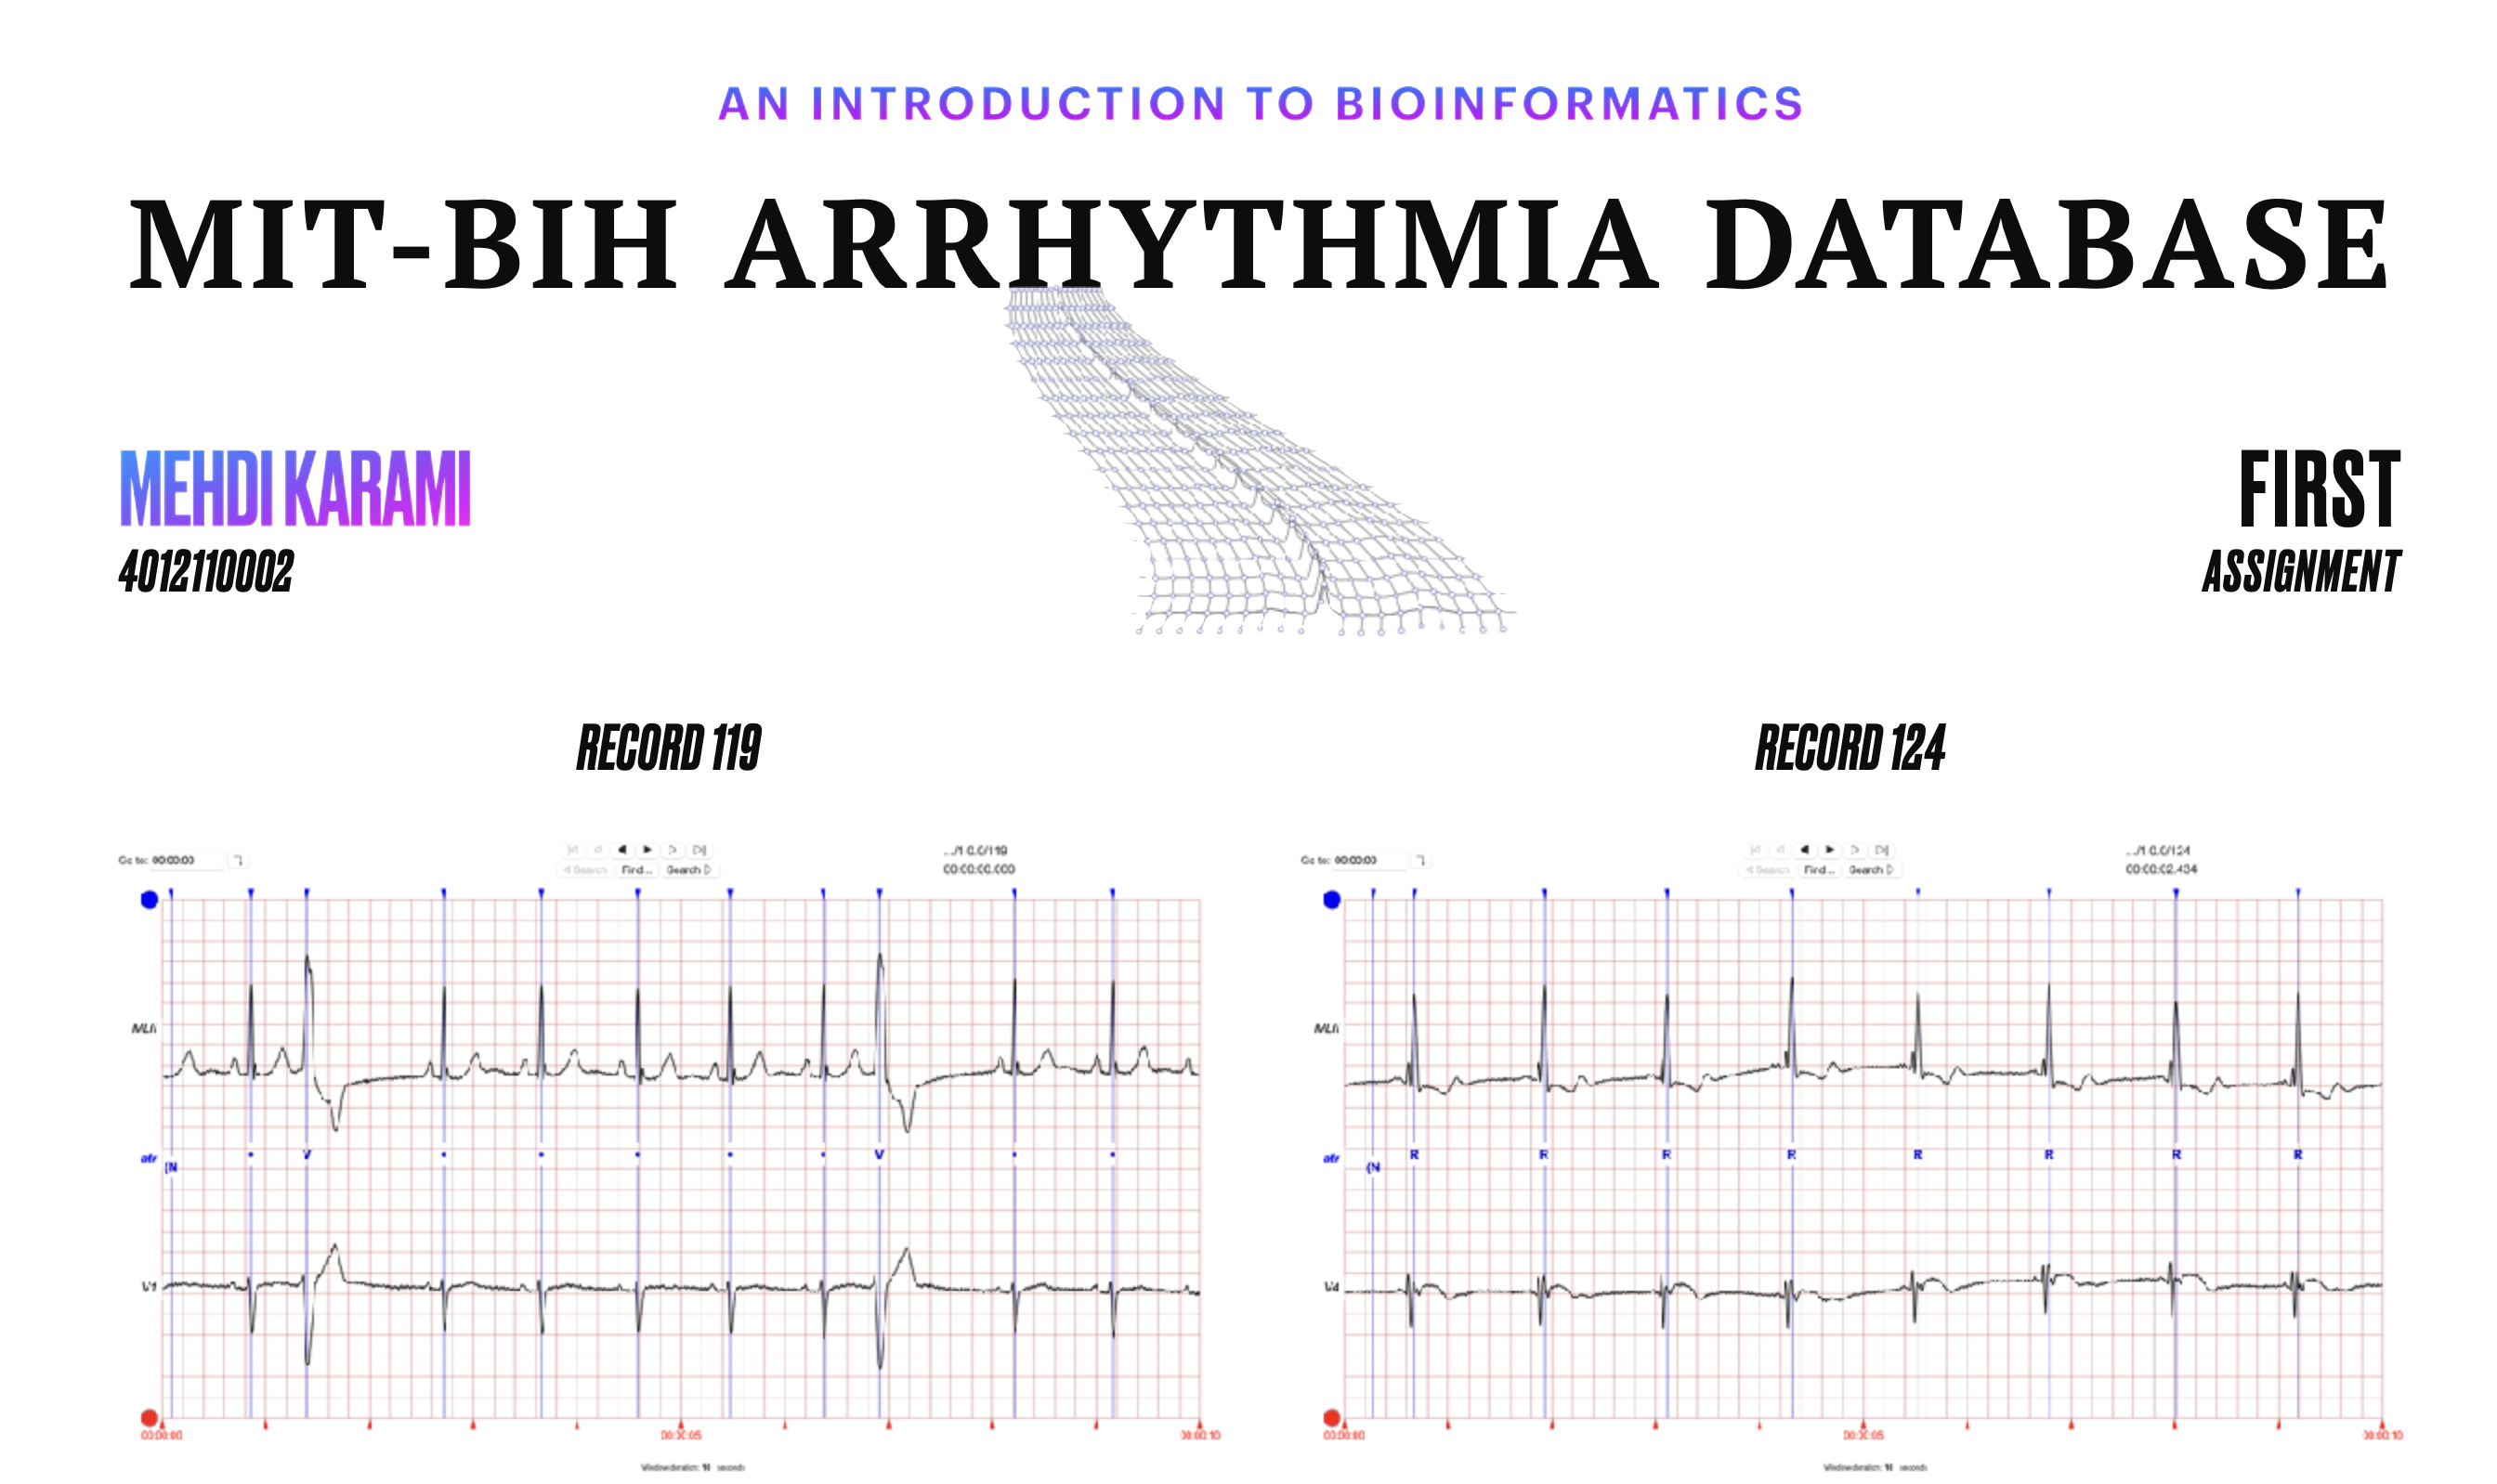 AN INTRODUCTION TO BIOINFORMATICS
MIT-BIH ARRHYTHMIA DATABASE
MEHDI KARAMI
4012110002
FIRST
ASSIGNMENT
RECORD 119
Go to: 00:00:00
Search Find... Search
.../1.0.0/119
00:00:00.000
MLII
atr
(N
• V • • • • • V • •
V1
00:00:00 00:00:05 00:00:10
Window duration: 10 seconds
RECORD 124
Go to: 00:00:00
Search Find... Search
.../1.0.0/124
00:00:02.434
MLII
atr
(N
R R R R R R R R
V4
00:00:00 00:00:05 00:00:10
Window duration: 10 seconds